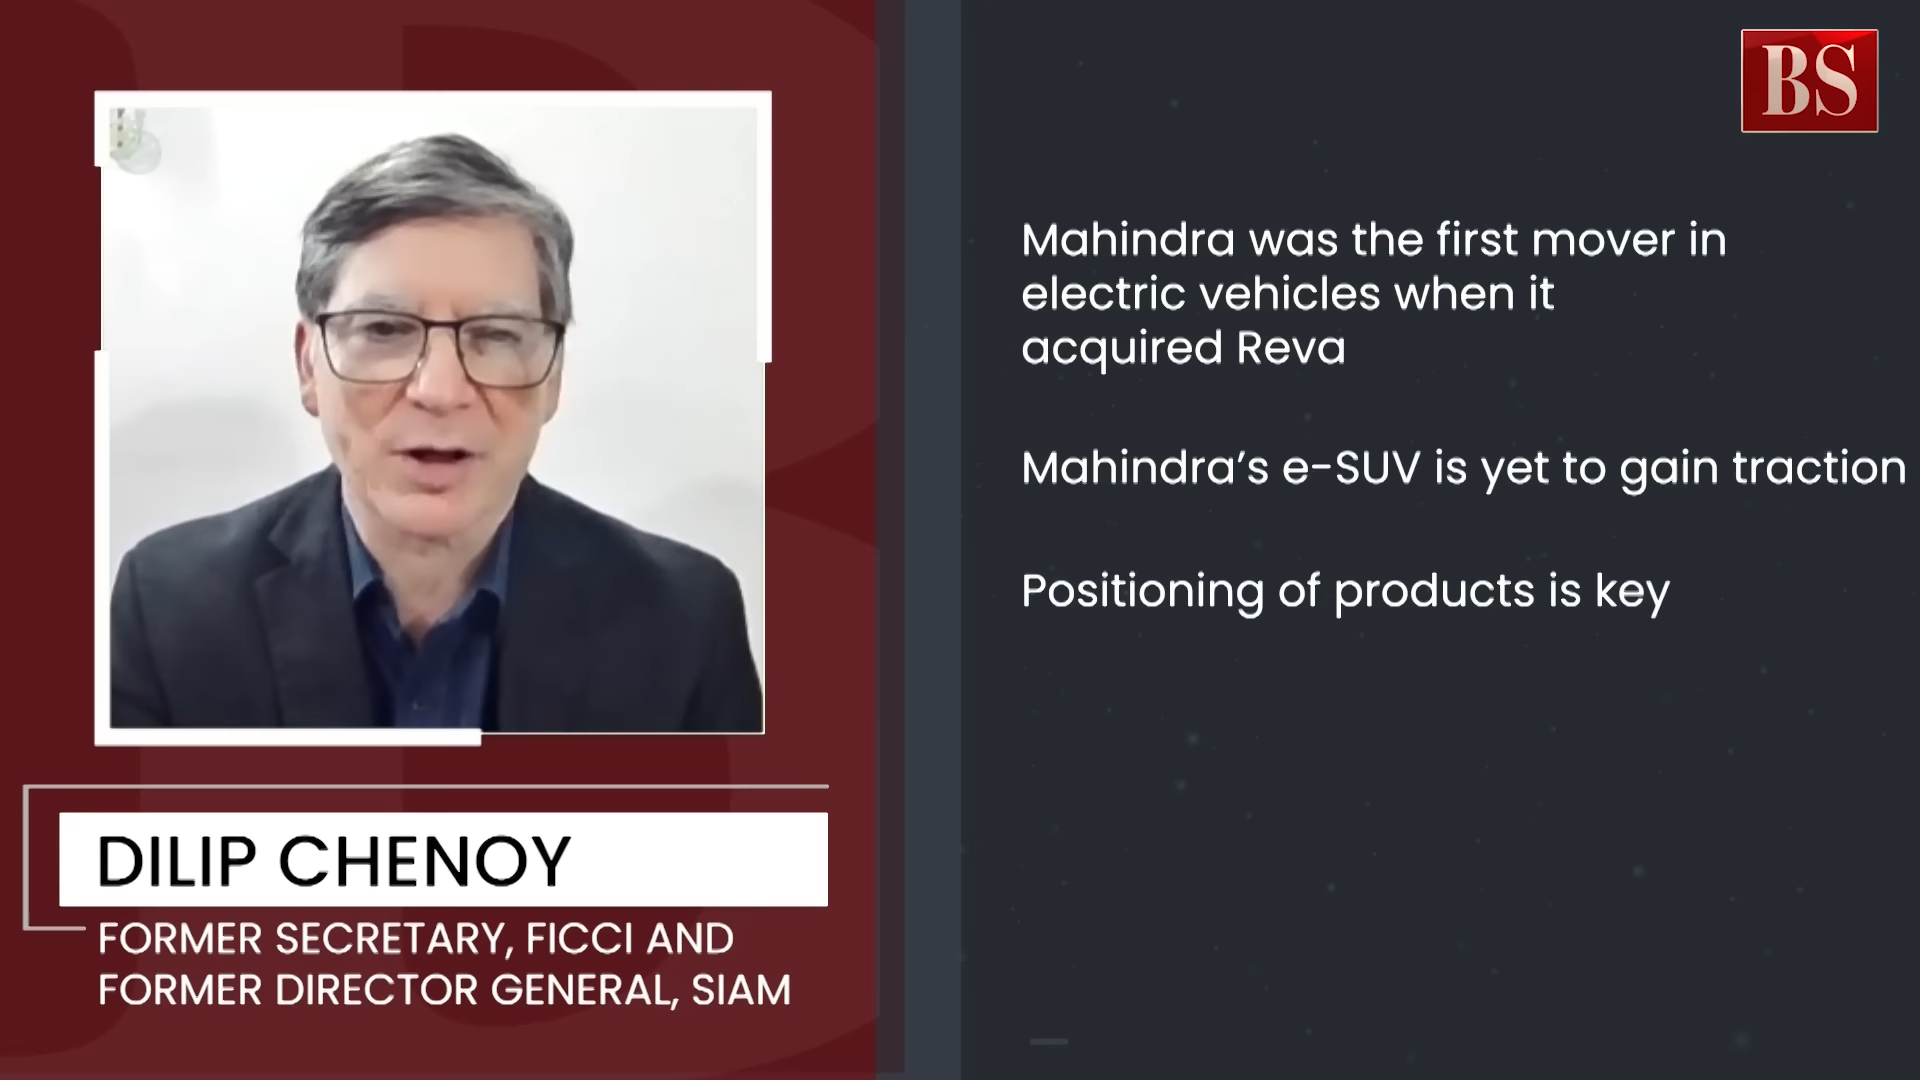 BS
Mahindra was the first mover in
electric vehicles when it
acquired Reva
Mahindra’s e-SUV is yet to gain traction
Positioning of products is key
DILIP CHENOY
FORMER SECRETARY, FICCI AND
FORMER DIRECTOR GENERAL, SIAM